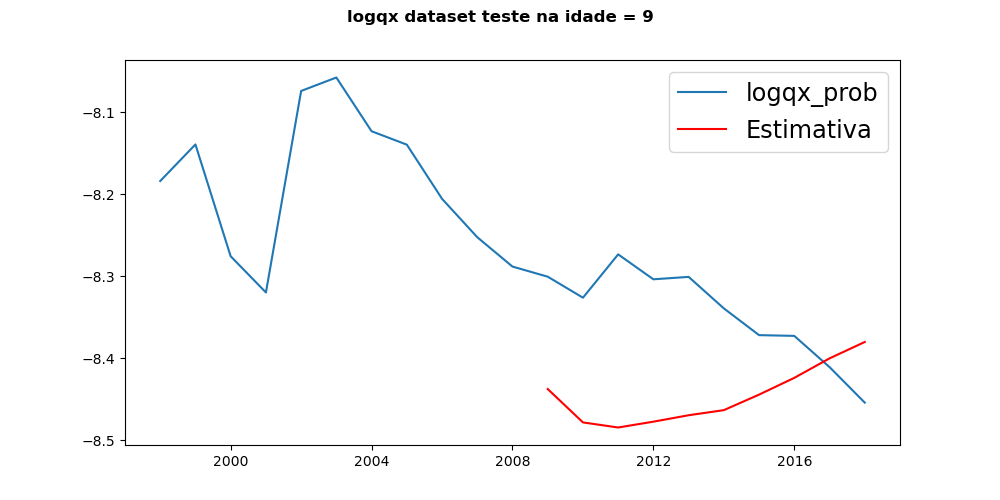 logqx dataset teste na idade = 9
logqx_prob
Estimativa
−8.1
−8.2
−8.3
−8.4
−8.5
2000 2004 2008 2012 2016